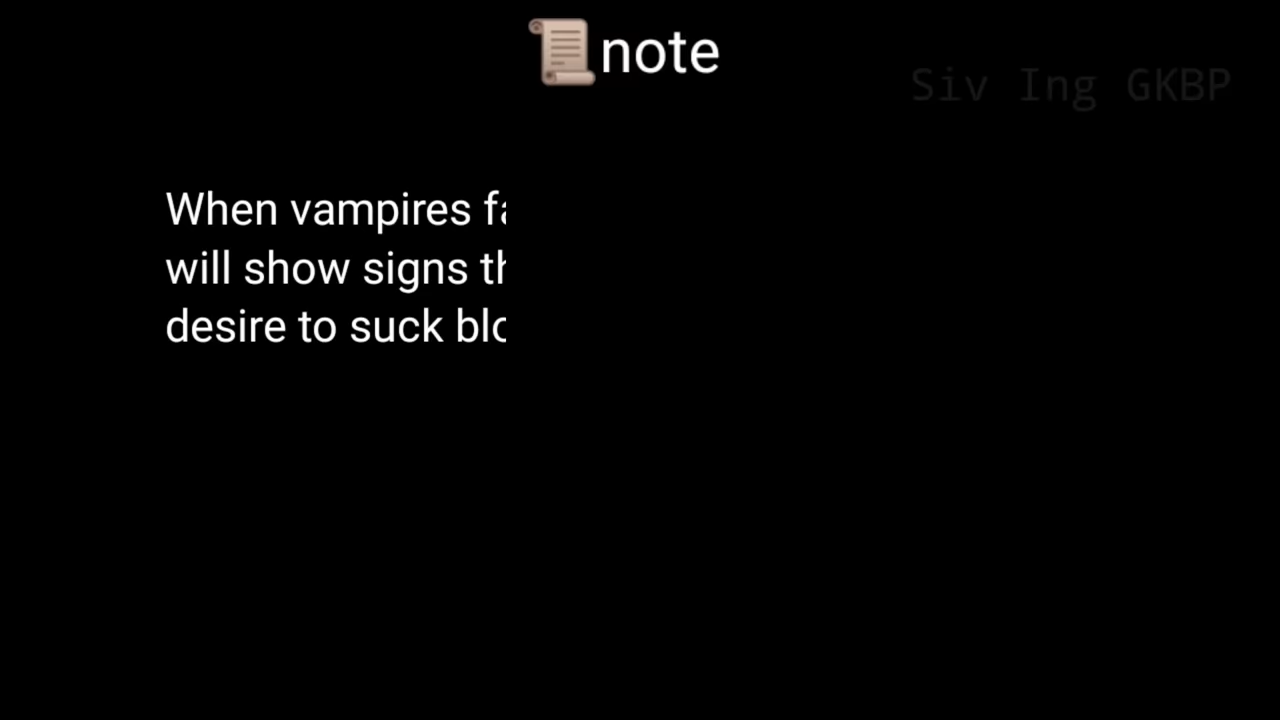 📜note
Siv Ing GKBP
When vampires
will show signs
desire to suck